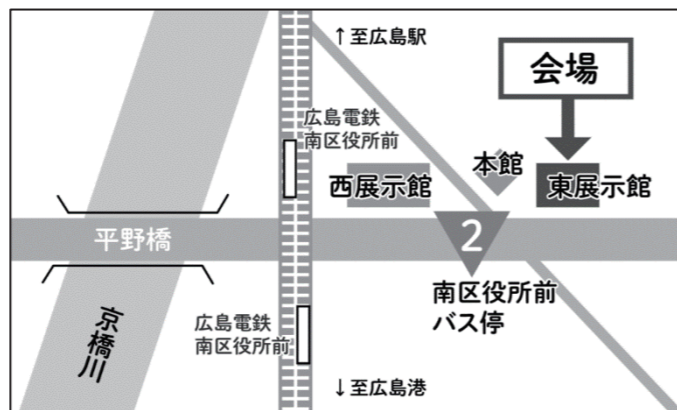 ↑至広島駅
会場
広島電鉄
南区役所前
本館
西展示館
東展示館
平野橋
2
南区役所前
バス停
京橋川
広島電鉄
南区役所前
↓至広島港